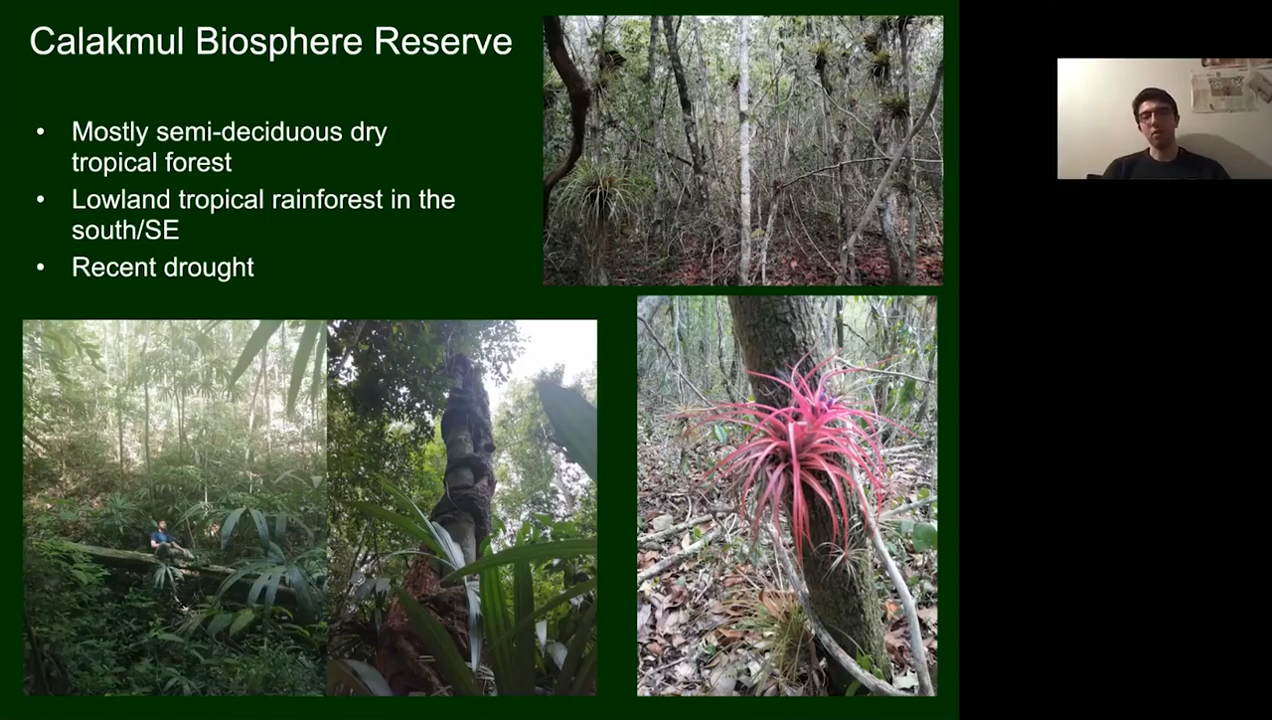 Calakmul Biosphere Reserve
• Mostly semi-deciduous dry
tropical forest
• Lowland tropical rainforest in the
south/SE
• Recent drought